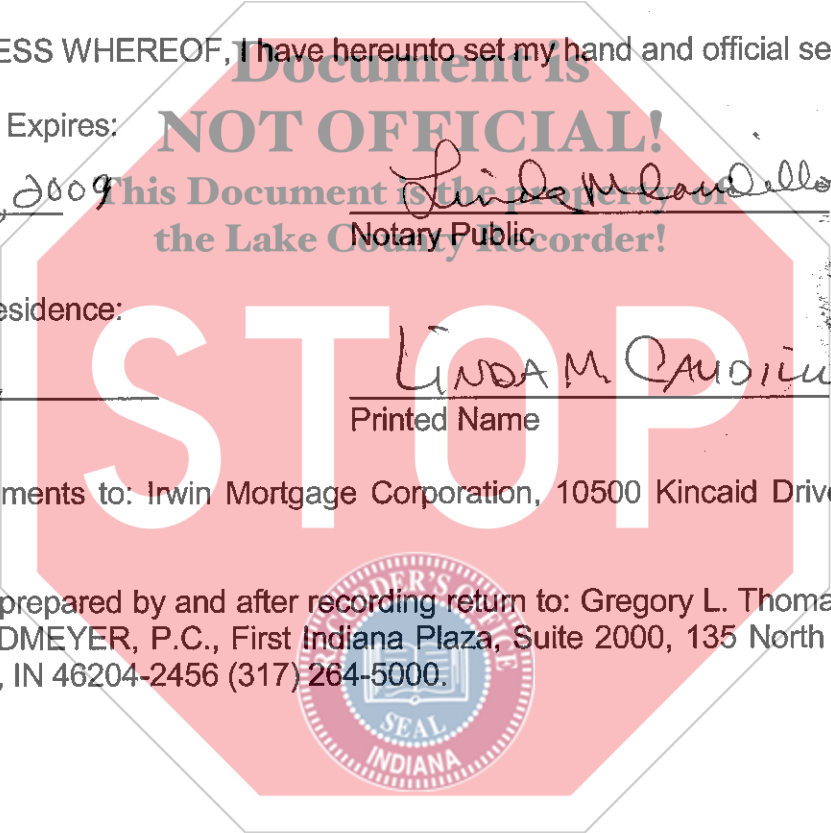 ESS WHEREOF, I have hereunto set my hand and official se
Document is
Expires:
NOT OFFICIAL!
2009
This Document is the property of
Notary Public
the Lake County Recorder!
esidence:
STOP
LINDA M. CAUDILL
Printed Name
ments to: Irwin Mortgage Corporation, 10500 Kincaid Drive
prepared by and after recording return to: Gregory L. Thoma
DMEYER, P.C., First Indiana Plaza, Suite 2000, 135 North
, IN 46204-2456 (317) 264-5000.
RECORDER'S OFFICE
SEAL
INDIANA